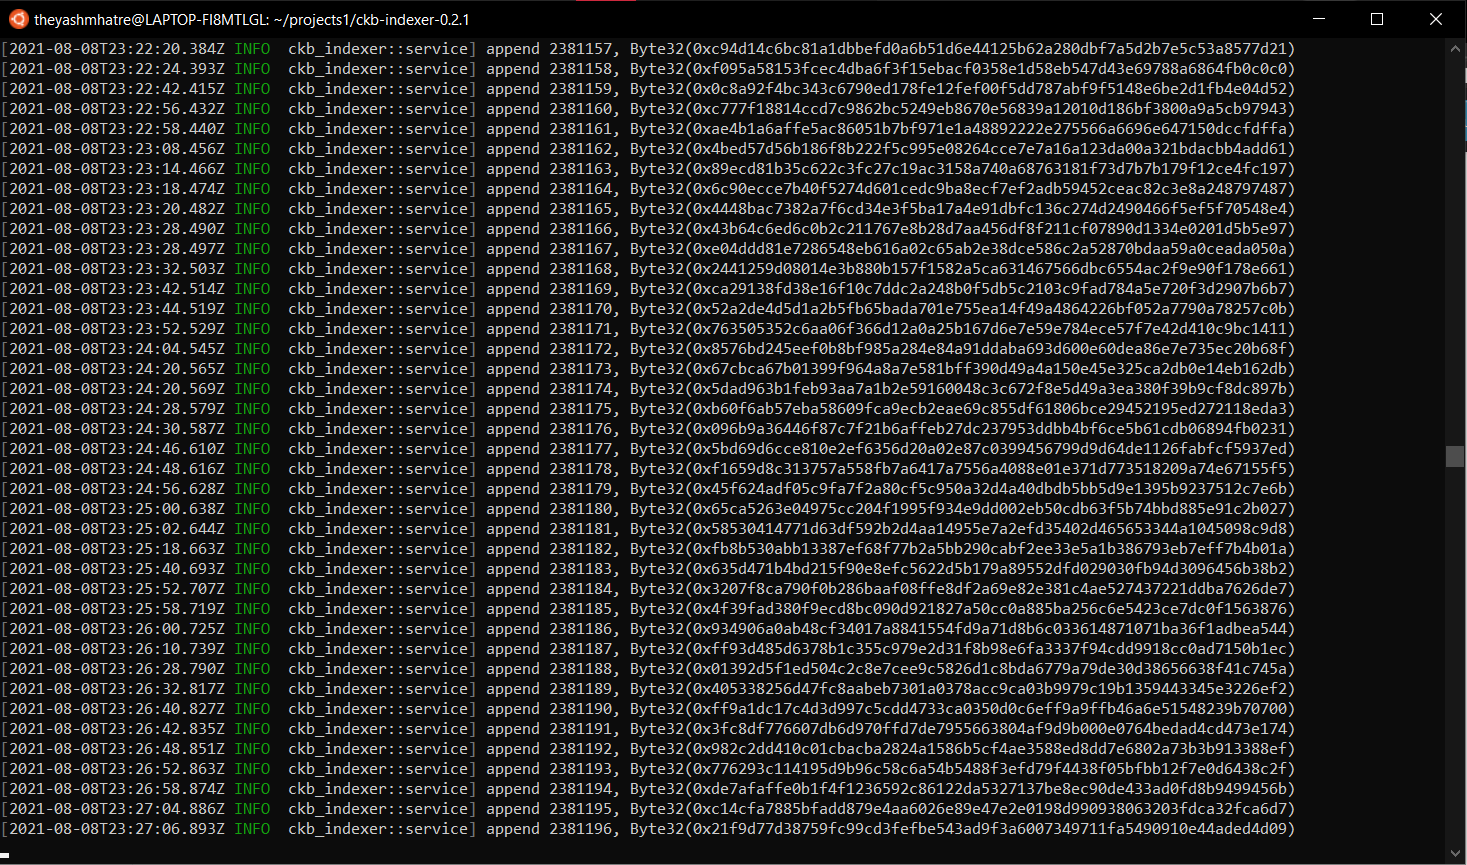 theyashmhatre@LAPTOP-FI8MTLGL: ~/projects1/ckb-indexer-0.2.1
[2021-08-08T23:22:20.384Z INFO  ckb_indexer::service] append 2381157, Byte32(0xc94d14c6bc81a1dbbefd0a6b51d6e44125b62a280dbf7a5d2b7e5c53a8577d21)
[2021-08-08T23:22:24.393Z INFO  ckb_indexer::service] append 2381158, Byte32(0xf095a58153fcec4dba6f3f15ebacf0358e1d58eb547d43e69788a6864fb0c0c0)
[2021-08-08T23:22:42.415Z INFO  ckb_indexer::service] append 2381159, Byte32(0x0c8a92f4bc343c6790ed178fe12fef00f5dd787abf9f5148e6be2d1fb4e04d52)
[2021-08-08T23:22:56.432Z INFO  ckb_indexer::service] append 2381160, Byte32(0xc777f18814ccd7c9862bc5249eb8670e56839a12010d186bf3800a9a5cb97943)
[2021-08-08T23:22:58.440Z INFO  ckb_indexer::service] append 2381161, Byte32(0xae4b1a6affe5ac86051b7bf971e1a48892222e275566a6696e647150dccfdffa)
[2021-08-08T23:23:08.456Z INFO  ckb_indexer::service] append 2381162, Byte32(0x4bed57d56b186f8b222f5c995e08264cce7e7a16a123da00a321bdacbb4add61)
[2021-08-08T23:23:14.466Z INFO  ckb_indexer::service] append 2381163, Byte32(0x89ecd81b35c622c3fc27c19ac3158a740a68763181f73d7b7b179f12ce4fc197)
[2021-08-08T23:23:18.474Z INFO  ckb_indexer::service] append 2381164, Byte32(0x6c90ecce7b40f5274d601cedc9ba8ecf7ef2adb59452ceac82c3e8a248797487)
[2021-08-08T23:23:20.482Z INFO  ckb_indexer::service] append 2381165, Byte32(0x4448bac7382a7f6cd34e3f5ba17a4e91dbfc136c274d2490466f5ef5f70548e4)
[2021-08-08T23:23:28.490Z INFO  ckb_indexer::service] append 2381166, Byte32(0x43b64c6ed6c0b2c211767e8b28d7aa456df8f211cf07890d1334e0201d5b5e97)
[2021-08-08T23:23:28.497Z INFO  ckb_indexer::service] append 2381167, Byte32(0xe04ddd81e7286548eb616a02c65ab2e38dce586c2a52870bdaa59a0ceada050a)
[2021-08-08T23:23:32.503Z INFO  ckb_indexer::service] append 2381168, Byte32(0x2441259d08014e3b880b157f1582a5ca631467566dbc6554ac2f9e90f178e661)
[2021-08-08T23:23:42.514Z INFO  ckb_indexer::service] append 2381169, Byte32(0xca29138fd38e16f10c7ddc2a248b0f5db5c2103c9fad784a5e720f3d2907b6b7)
[2021-08-08T23:23:44.519Z INFO  ckb_indexer::service] append 2381170, Byte32(0x52a2de4d5d1a2b5fb65bada701e755ea14f49a4864226bf052a7790a78257c0b)
[2021-08-08T23:23:52.529Z INFO  ckb_indexer::service] append 2381171, Byte32(0x763505352c6aa06f366d12a0a25b167d6e7e59e784ece57f7e42d410c9bc1411)
[2021-08-08T23:24:04.545Z INFO  ckb_indexer::service] append 2381172, Byte32(0x8576bd245eef0b8bf985a284e84a91ddaba693d600e60dea86e7e735ec20b68f)
[2021-08-08T23:24:20.565Z INFO  ckb_indexer::service] append 2381173, Byte32(0x67cbca67b01399f964a8a7e581bff390d49a4a150e45e325ca2db0e14eb162db)
[2021-08-08T23:24:20.569Z INFO  ckb_indexer::service] append 2381174, Byte32(0x5dad963b1feb93aa7a1b2e59160048c3c672f8e5d49a3ea380f39b9cf8dc897b)
[2021-08-08T23:24:28.579Z INFO  ckb_indexer::service] append 2381175, Byte32(0xb60f6ab57eba58609fca9ecb2eae69c855df61806bce29452195ed272118eda3)
[2021-08-08T23:24:30.587Z INFO  ckb_indexer::service] append 2381176, Byte32(0x096b9a36446f87c7f21b6affeb27dc237953ddbb4bf6ce5b61cdb06894fb0231)
[2021-08-08T23:24:46.610Z INFO  ckb_indexer::service] append 2381177, Byte32(0x5bd69d6cce810e2ef6356d20a02e87c0399456799d9d64de1126fabfcf5937ed)
[2021-08-08T23:24:48.616Z INFO  ckb_indexer::service] append 2381178, Byte32(0xf1659d8c313757a558fb7a6417a7556a4088e01e371d773518209a74e67155f5)
[2021-08-08T23:24:56.628Z INFO  ckb_indexer::service] append 2381179, Byte32(0x45f624adf05c9fa7f2a80cf5c950a32d4a40dbdb5bb5d9e1395b9237512c7e6b)
[2021-08-08T23:25:00.638Z INFO  ckb_indexer::service] append 2381180, Byte32(0x65ca5263e04975cc204f1995f934e9dd002eb50cdb63f5b74bbd885e91c2b027)
[2021-08-08T23:25:02.644Z INFO  ckb_indexer::service] append 2381181, Byte32(0x58530414771d63df592b2d4aa14955e7a2efd35402d465653344a1045098c9d8)
[2021-08-08T23:25:18.663Z INFO  ckb_indexer::service] append 2381182, Byte32(0xfb8b530abb13387ef68f77b2a5bb290cabf2ee33e5a1b386793eb7eff7b4b01a)
[2021-08-08T23:25:40.693Z INFO  ckb_indexer::service] append 2381183, Byte32(0x635d471b4bd215f90e8efc5622d5b179a89552dfd029030fb94d3096456b38b2)
[2021-08-08T23:25:52.707Z INFO  ckb_indexer::service] append 2381184, Byte32(0x3207f8ca790f0b286baaf08ffe8df2a69e82e381c4ae527437221ddba7626de7)
[2021-08-08T23:25:58.719Z INFO  ckb_indexer::service] append 2381185, Byte32(0x4f39fad380f9ecd8bc090d921827a50cc0a885ba256c6e5423ce7dc0f1563876)
[2021-08-08T23:26:00.725Z INFO  ckb_indexer::service] append 2381186, Byte32(0x934906a0ab48cf34017a8841554fd9a71d8b6c033614871071ba36f1adbea544)
[2021-08-08T23:26:10.739Z INFO  ckb_indexer::service] append 2381187, Byte32(0xff93d485d6378b1c355c979e2d31f8b98e6fa3337f94cdd9918cc0ad7150b1ec)
[2021-08-08T23:26:28.790Z INFO  ckb_indexer::service] append 2381188, Byte32(0x01392d5f1ed504c2c8e7cee9c5826d1c8bda6779a79de30d38656638f41c745a)
[2021-08-08T23:26:32.817Z INFO  ckb_indexer::service] append 2381189, Byte32(0x405338256d47fc8aabeb7301a0378acc9ca03b9979c19b1359443345e3226ef2)
[2021-08-08T23:26:40.827Z INFO  ckb_indexer::service] append 2381190, Byte32(0xff9a1dc17c4d3d997c5cdd4733ca0350d0c6eff9a9ffb46a6e51548239b70700)
[2021-08-08T23:26:42.835Z INFO  ckb_indexer::service] append 2381191, Byte32(0x3fc8df776607db6d970ffd7de7955663804af9d9b000e0764bedad4cd473e174)
[2021-08-08T23:26:48.851Z INFO  ckb_indexer::service] append 2381192, Byte32(0x982c2dd410c01cbacba2824a1586b5cf4ae3588ed8dd7e6802a73b3b913388ef)
[2021-08-08T23:26:52.863Z INFO  ckb_indexer::service] append 2381193, Byte32(0x776293c114195d9b96c58c6a54b5488f3efd79f4438f05bfbb12f7e0d6438c2f)
[2021-08-08T23:26:58.874Z INFO  ckb_indexer::service] append 2381194, Byte32(0xde7afaffe0b1f4f1236592c86122da5327137be8ec90de433ad0fd8b9499456b)
[2021-08-08T23:27:04.886Z INFO  ckb_indexer::service] append 2381195, Byte32(0xc14cfa7885bfadd879e4aa6026e89e47e2e0198d990938063203fdca32fca6d7)
[2021-08-08T23:27:06.893Z INFO  ckb_indexer::service] append 2381196, Byte32(0x21f9d77d38759fc99cd3fefbe543ad9f3a6007349711fa5490910e44aded4d09)